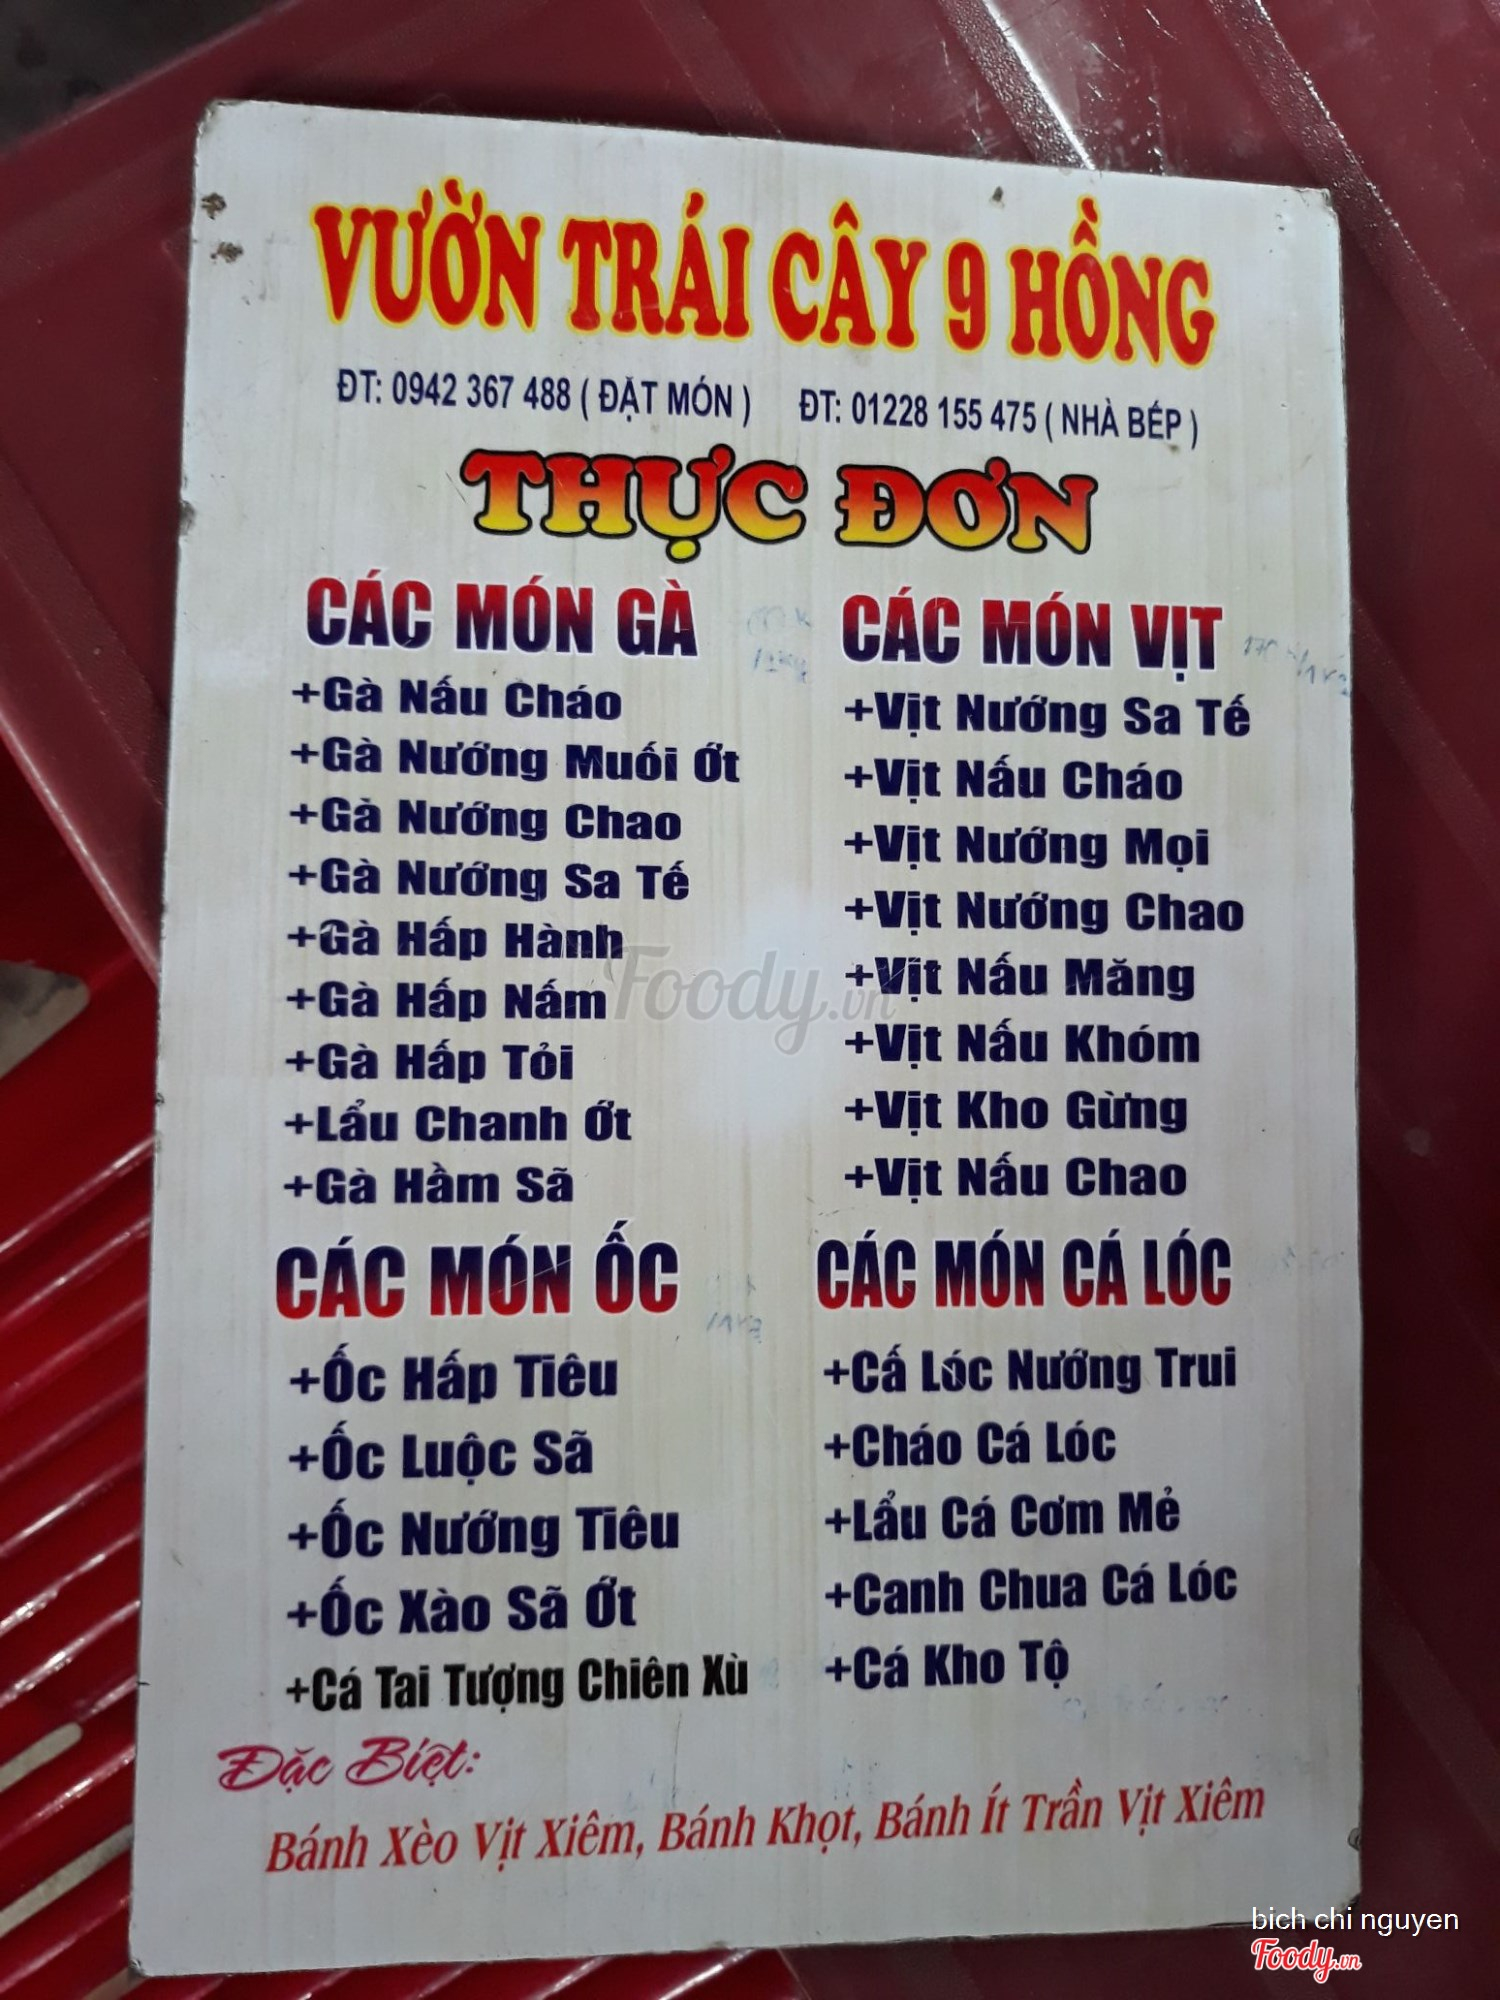 VƯỜN TRÁI CÂY 9 HỒNG
ĐT: 0942 367 488 ( ĐẶT MÓN ) ĐT: 01228 155 475 ( NHÀ BẾP )
THỰC ĐƠN
CÁC MÓN GÀ
+Gà Nấu Cháo
+Gà Nướng Muối Ớt
+Gà Nướng Chao
+Gà Nướng Sa Tế
+Gà Hấp Hành
+Gà Hấp Nấm
+Gà Hấp Tỏi
+Lẩu Chanh Ớt
+Gà Hầm Sã
CÁC MÓN VỊT
+Vịt Nướng Sa Tế
+Vịt Nấu Cháo
+Vịt Nướng Mọi
+Vịt Nướng Chao
+Vịt Nấu Măng
+Vịt Nấu Khóm
+Vịt Kho Gừng
+Vịt Nấu Chao
CÁC MÓN ỐC
+Ốc Hấp Tiêu
+Ốc Luộc Sã
+Ốc Nướng Tiêu
+Ốc Xào Sã Ớt
+Cá Tai Tượng Chiên Xù
CÁC MÓN CÁ LÓC
+Cấ Lóc Nướng Trui
+Cháo Cá Lóc
+Lẩu Cá Cơm Mẻ
+Canh Chua Cá Lóc
+Cá Kho Tộ
Đặc Biệt:
Bánh Xèo Vịt Xiêm, Bánh Khọt, Bánh Ít Trần Vịt Xiêm
Foody.vn
bich chi nguyen
Foody.vn